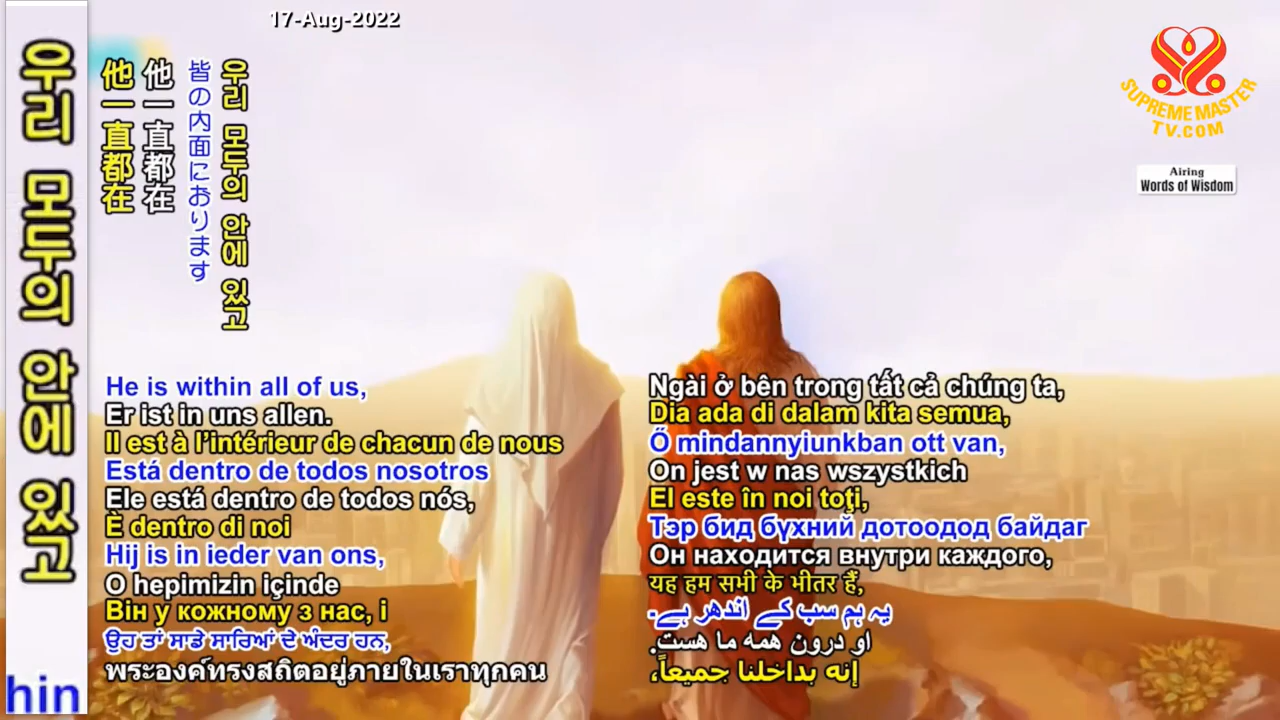 17-Aug-2022
SUPREME MASTER
TV.COM
Airing
Words of Wisdom
우리 모두의 안에 있고
hin
他一直都在
他一直都在
皆の内面におります
우리 모두의 안에 있고
He is within all of us,
Er ist in uns allen.
Il est à l’intérieur de chacun de nous
Está dentro de todos nosotros
Ele está dentro de todos nós,
È dentro di noi
Hij is in ieder van ons,
O hepimizin içinde
Він у кожному з нас, і
ਉਹ ਤਾਂ ਸਾਡੇ ਸਾਰਿਆਂ ਦੇ ਅੰਦਰ ਹਨ,
พระองค์ทรงสถิตอยู่ภายในเราทุกคน
Ngài ở bên trong tất cả chúng ta,
Dia ada di dalam kita semua,
Ő mindannyiunkban ott van,
On jest w nas wszystkich
El este în noi toţi,
Тэр бид бүхний дотоодод байдаг
Он находится внутри каждого,
यह हम सभी के भीतर हैं,
یہ ہم سب کے اندھر ہے۔
او درون همه ما هست.
إنه بداخلنا جميعاً،